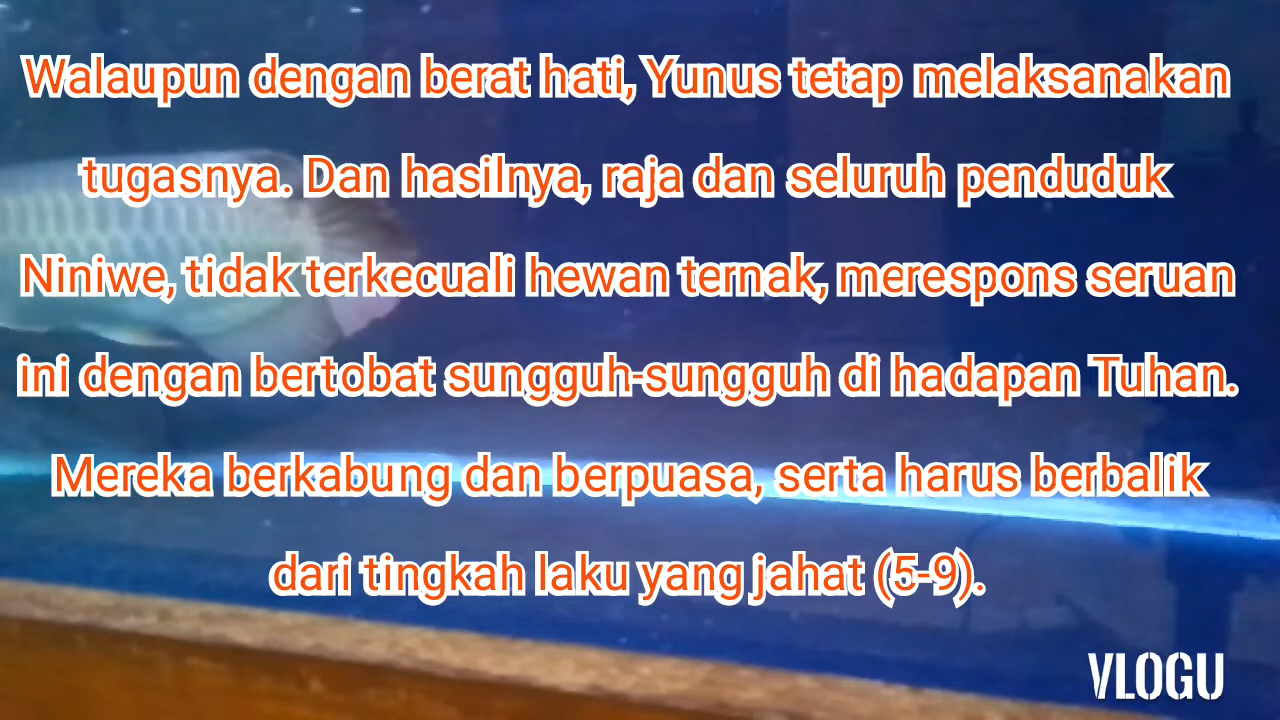 Walaupun dengan berat hati, Yunus tetap melaksanakan
tugasnya. Dan hasilnya, raja dan seluruh penduduk
Niniwe, tidak terkecuali hewan ternak, merespons seruan
ini dengan bertobat sungguh-sungguh di hadapan Tuhan.
Mereka berkabung dan berpuasa, serta harus berbalik
dari tingkah laku yang jahat (5-9).
VLOGU